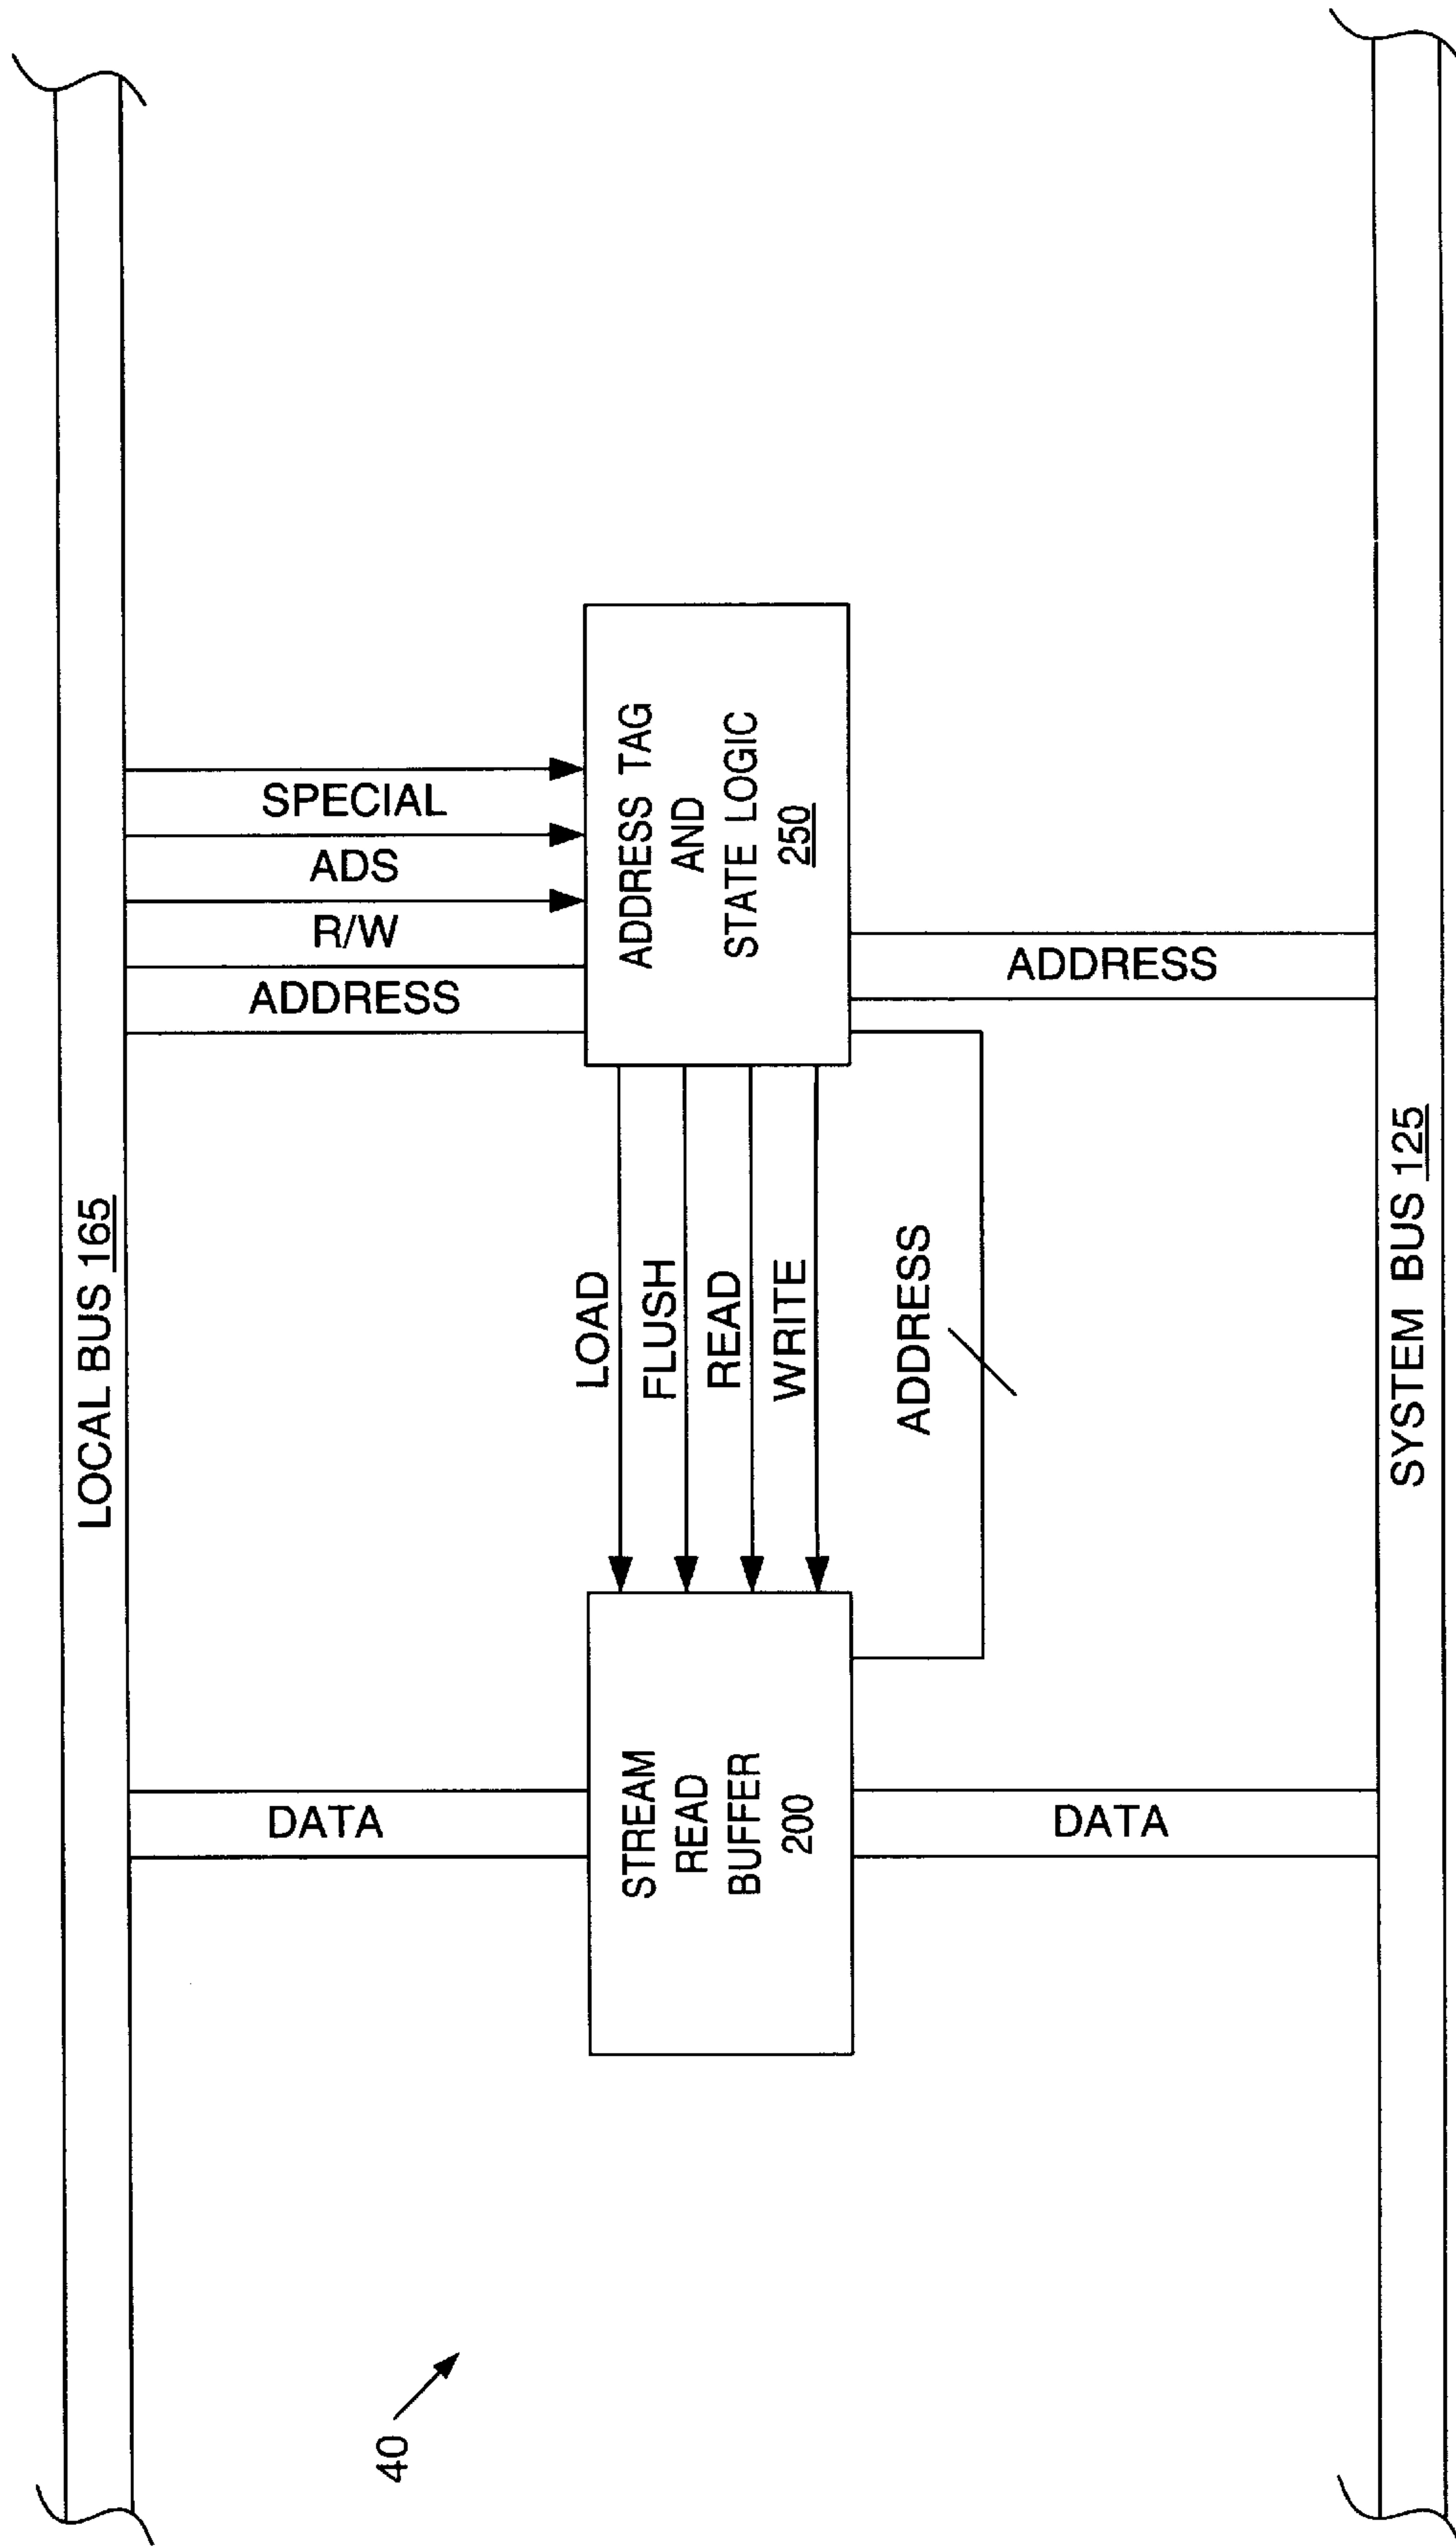 LOCAL BUS 165
DATA
ADDRESS
R/W
ADS
SPECIAL
STREAM
READ
BUFFER
200
LOAD
FLUSH
READ
WRITE
ADDRESS
ADDRESS TAG
AND
STATE LOGIC
250
DATA
ADDRESS
SYSTEM BUS 125
40